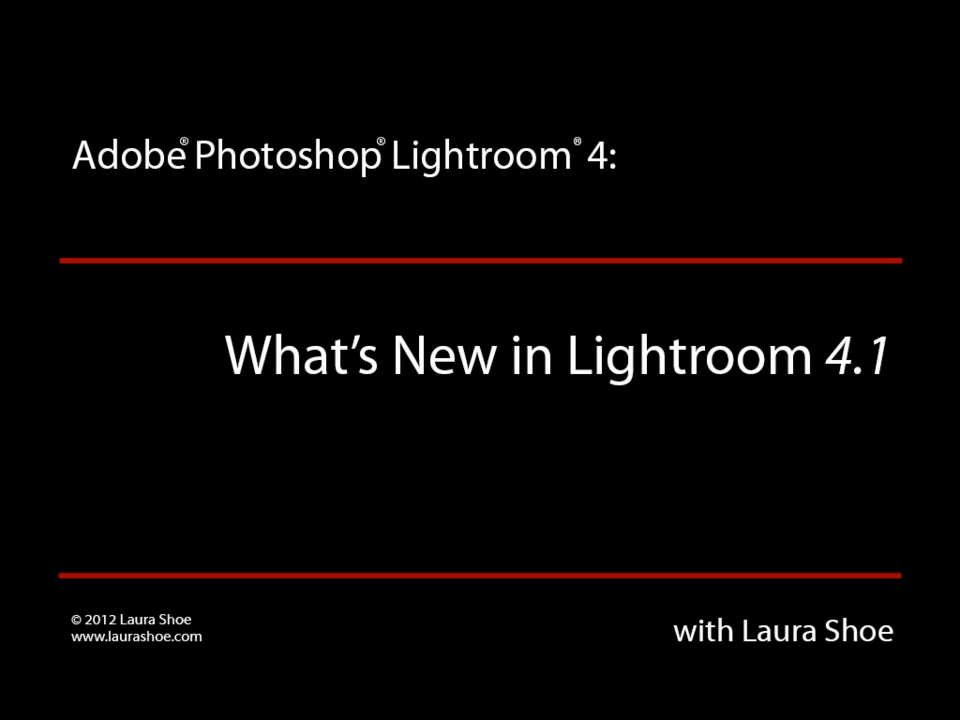 Adobe® Photoshop® Lightroom® 4:
What's New in Lightroom 4.1
© 2012 Laura Shoe
www.laurashoe.com
with Laura Shoe